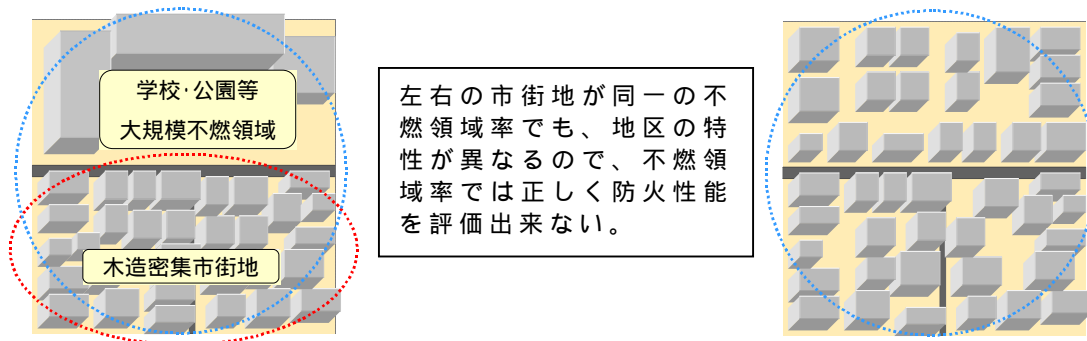 学校･公園等
大規模不燃領域
木造密集市街地
左右の市街地が同一の不
燃領域率でも、地区の特
性が異なるので、不燃領
域率では正しく防火性能
を評価出来ない。